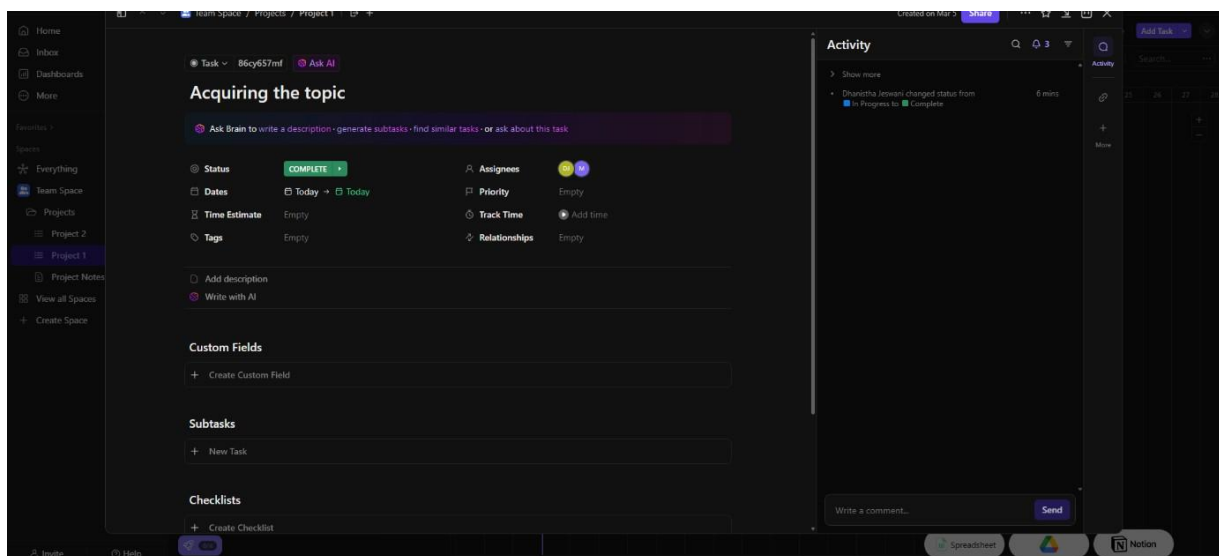 Team Space / Projects / Project 1
Created on Mar 5
Share
Home
Inbox
Dashboards
More
Favorites
Spaces
Everything
Team Space
Projects
Project 2
Project 1
Project Notes
View all Spaces
Create Space
Invite
Help
Task
86cy657mf
Ask AI
Acquiring the topic
Ask Brain to write a description · generate subtasks · find similar tasks · or ask about this task
Status
COMPLETE
Assignees
DJ M
Dates
Today → Today
Priority
Empty
Time Estimate
Empty
Track Time
Add time
Tags
Empty
Relationships
Empty
Add description
Write with AI
Custom Fields
+ Create Custom Field
Subtasks
+ New Task
Checklists
+ Create Checklist
Activity
3
Show more
Dhanistha Jeswani changed status from
In Progress to Complete
6 mins
Write a comment...
Send
Activity
More
Add Task
Search...
25 26 27 28
Spreadsheet
Notion